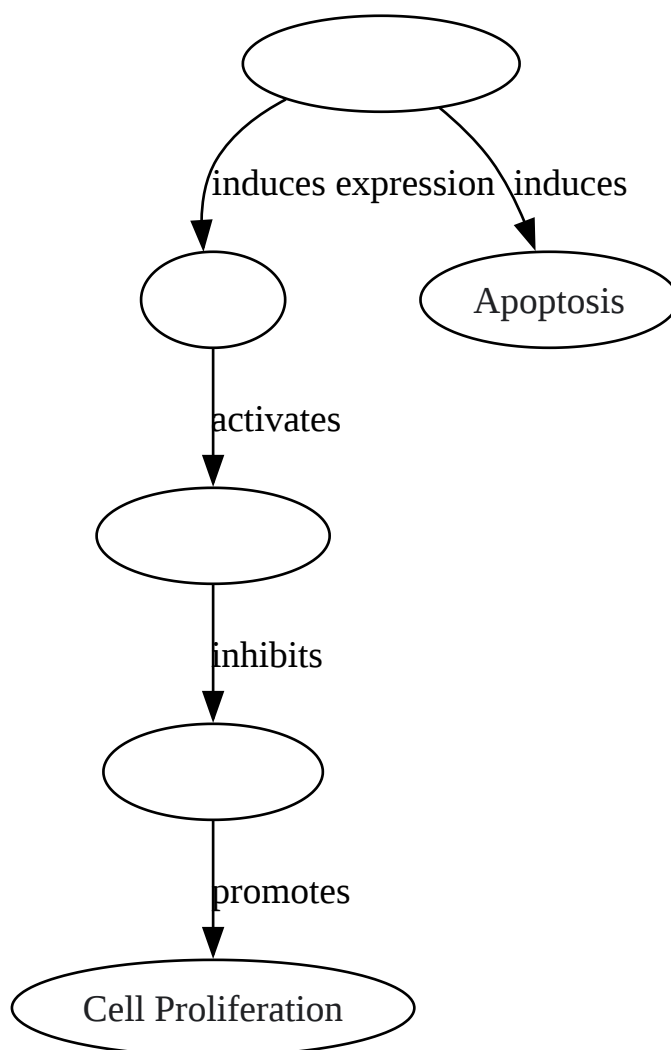 induces expression
induces
Apoptosis
activates
inhibits
promotes
Cell Proliferation